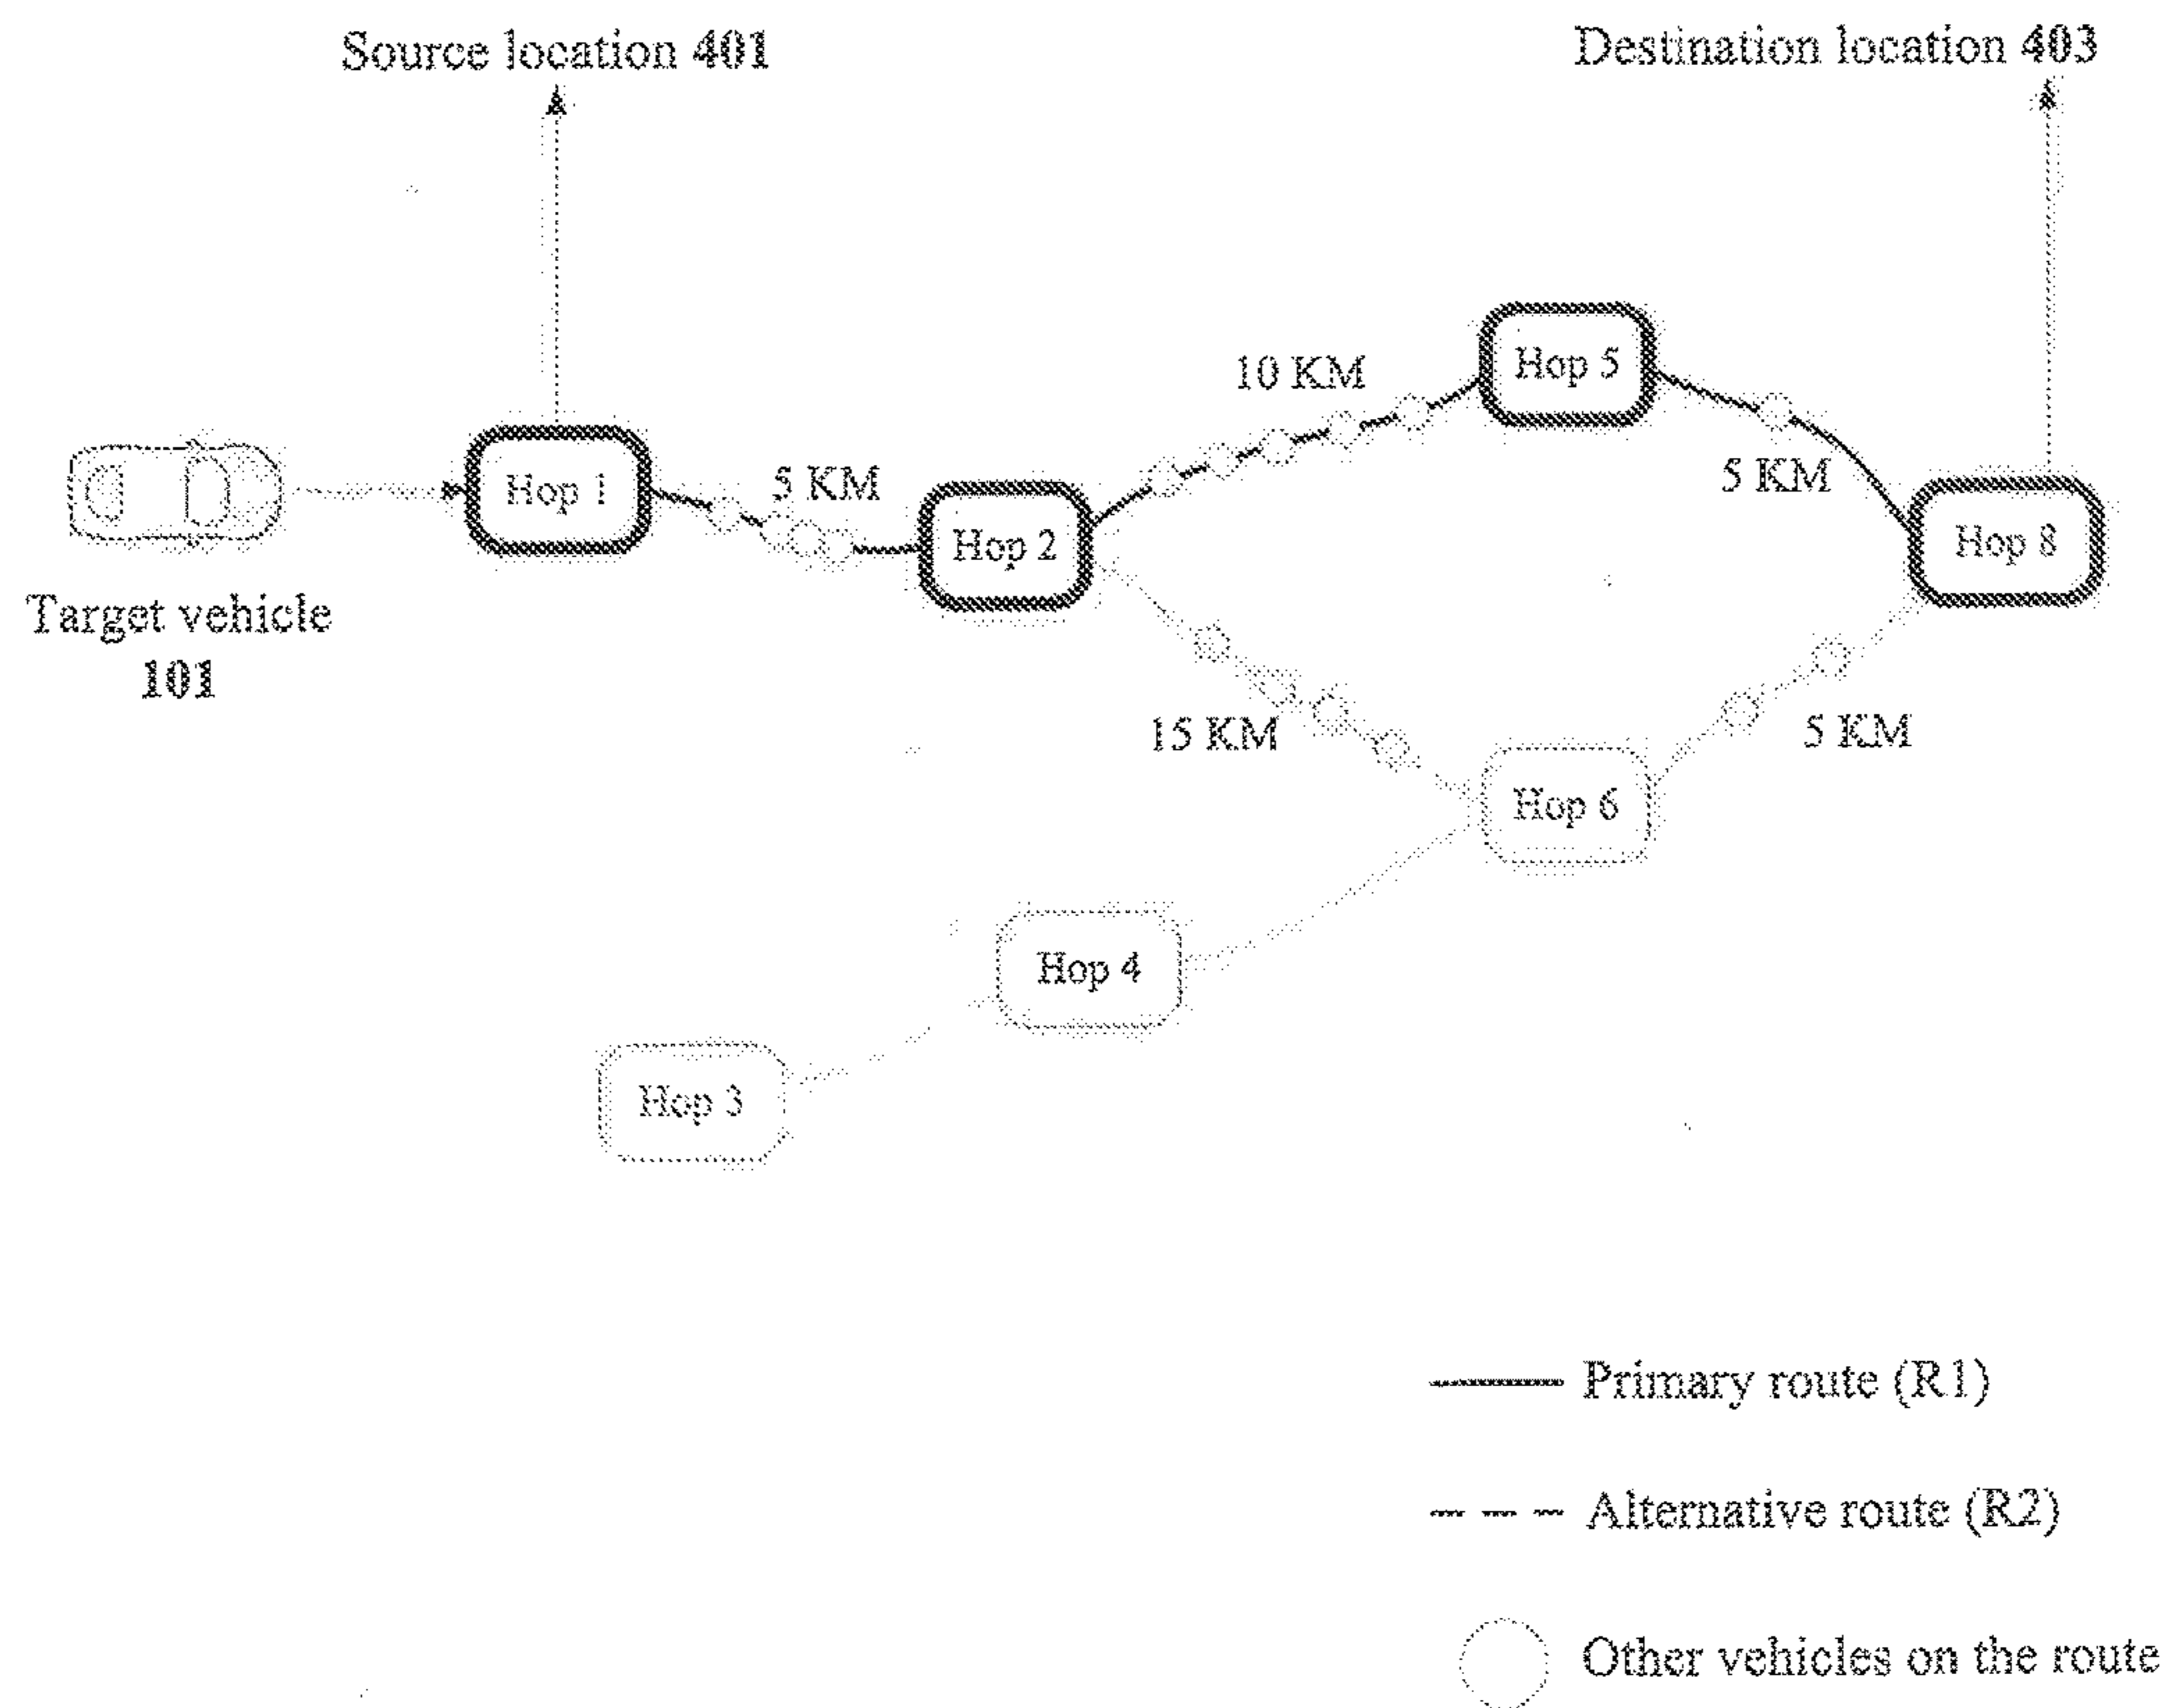 Source location 401
Destination location 403
10 KM
Hop 5
Hop 1
5 KM
5 KM
Hop 2
Hop 8
Target vehicle
101
15 KM
5 KM
Hop 6
Hop 4
Hop 3
Primary route (R1)
Alternative route (R2)
Other vehicles on the route